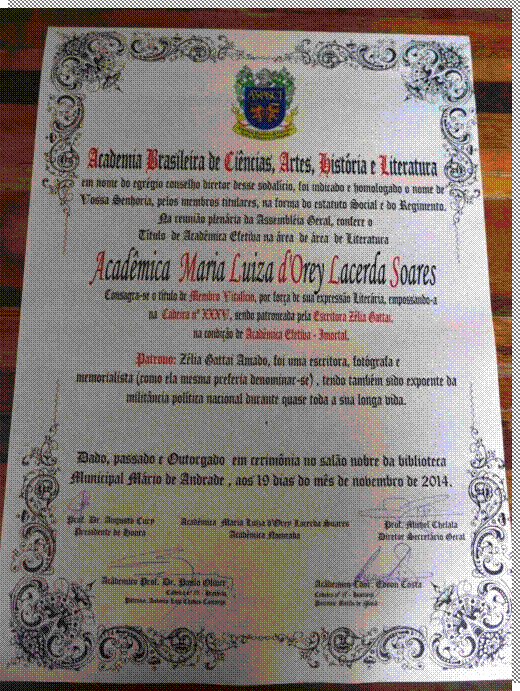 Academia Brasileira de Ciências, Artes, História e Literatura
em nome do egrégio conselho diretor desse sodalício, foi indicado e homologado o nome de
Vossa Senhoria, pelos membros titulares, na forma do estatuto Social e do Regimento.
Na reunião plenária da Assembléia Geral, confere o
Título de Acadêmica Efetiva na área de área de Literatura
Acadêmica Maria Luiza d'Orey Lacerda Soares
Consagra-se o título de Membro Vitalício, por força de sua expressão Literária, empossando-a
na Cadeira nº XXXV, sendo patroneada pela Escritora Zélia Gattai,
na condição de Acadêmica Efetiva - Imortal.
Patrono: Zélia Gattai Amado, foi uma escritora, fotógrafa e
memorialista (como ela mesma preferia denominar-se) , tendo também sido expoente da
militância política nacional durante quase toda a sua longa vida.
Dado, passado e Outorgado em cerimônia no salão nobre da biblioteca
Municipal Mário de Andrade , aos 19 dias do mês de novembro de 2014.
Prof. Dr. Augusto Cury Acadêmica Maria Luiza d'Orey Lacerda Soares Prof. Michel Chelala
Presidente de Honra Acadêmica Nomeada Diretor Secretário Geral
Acadêmico Prof. Dr. Paulo Acadêmico Edson Costa